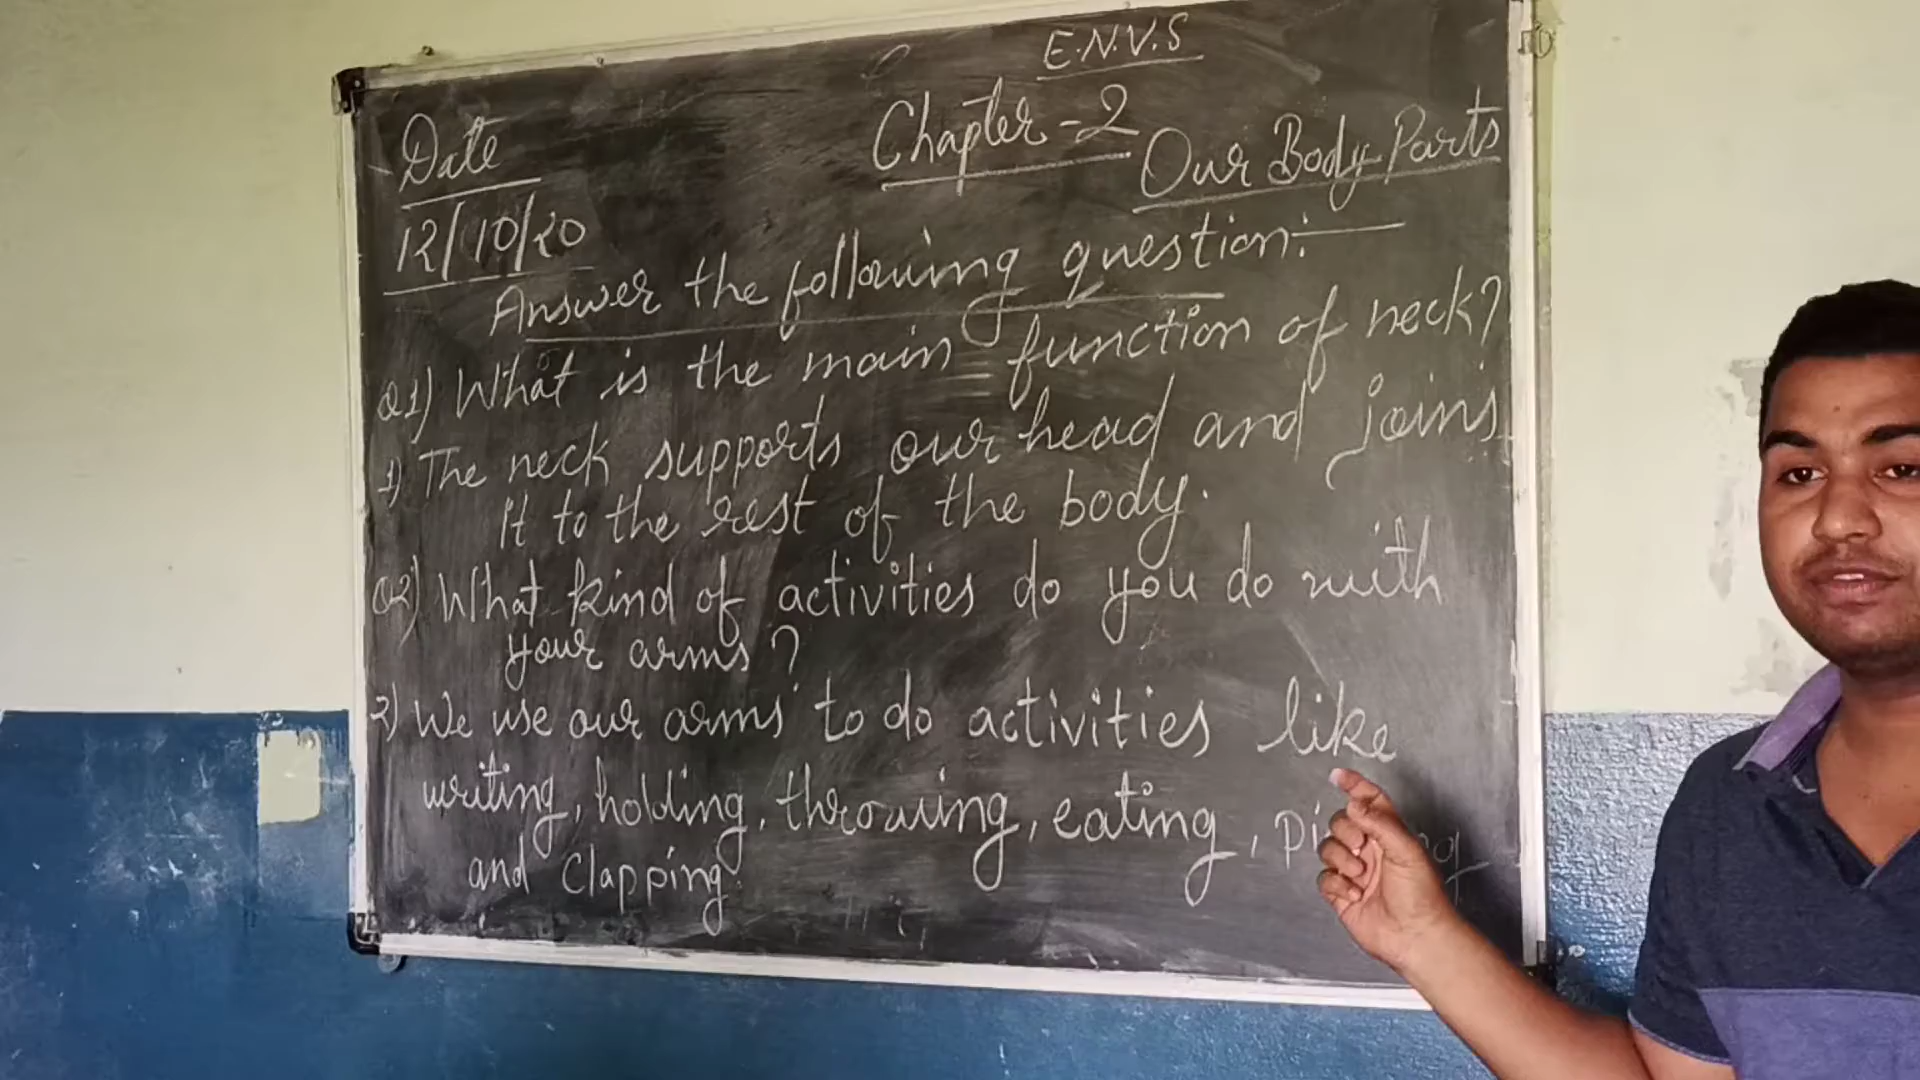 E.N.V.S
Date
Chapter - 2
Our Body Parts
12/10/20
Answer the following question:
Q1) What is the main function of neck?
1) The neck supports our head and joins
It to the rest of the body.
Q2) What kind of activities do you do with
your arms?
2) We use our arms to do activities like
writing, holding, throwing, eating,
and Clapping.